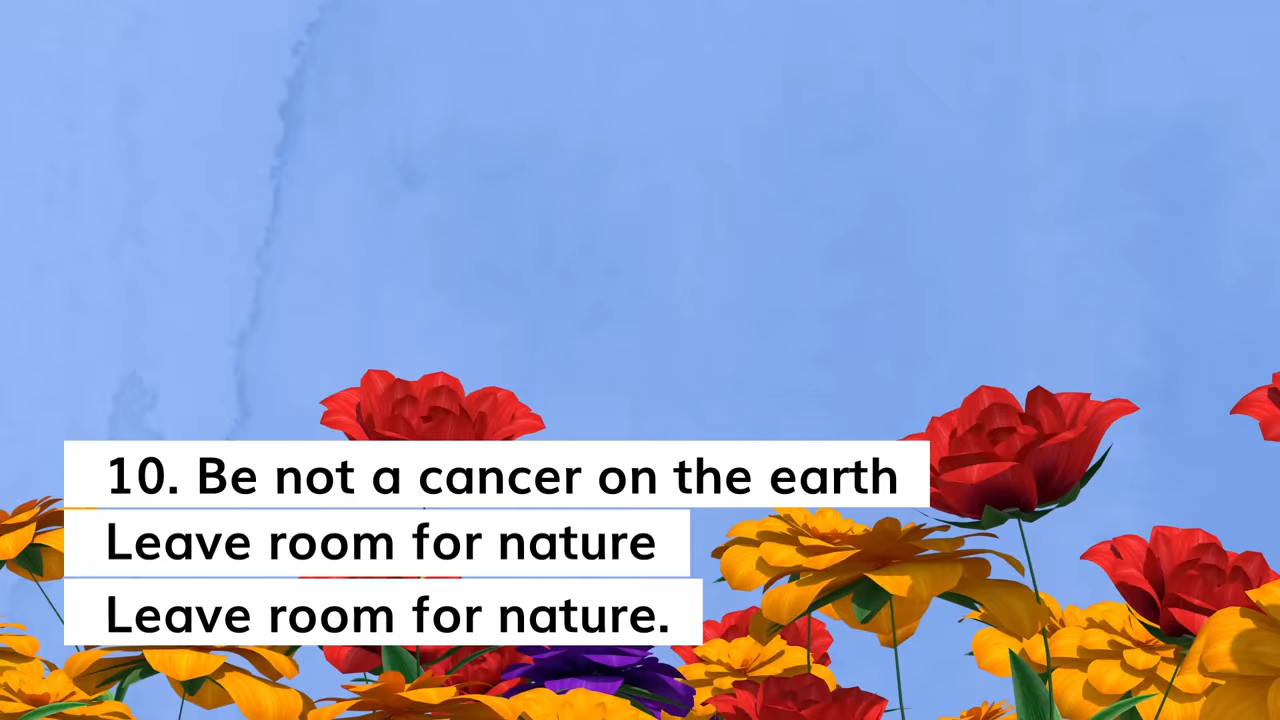 10. Be not a cancer on the earth
Leave room for nature
Leave room for nature.